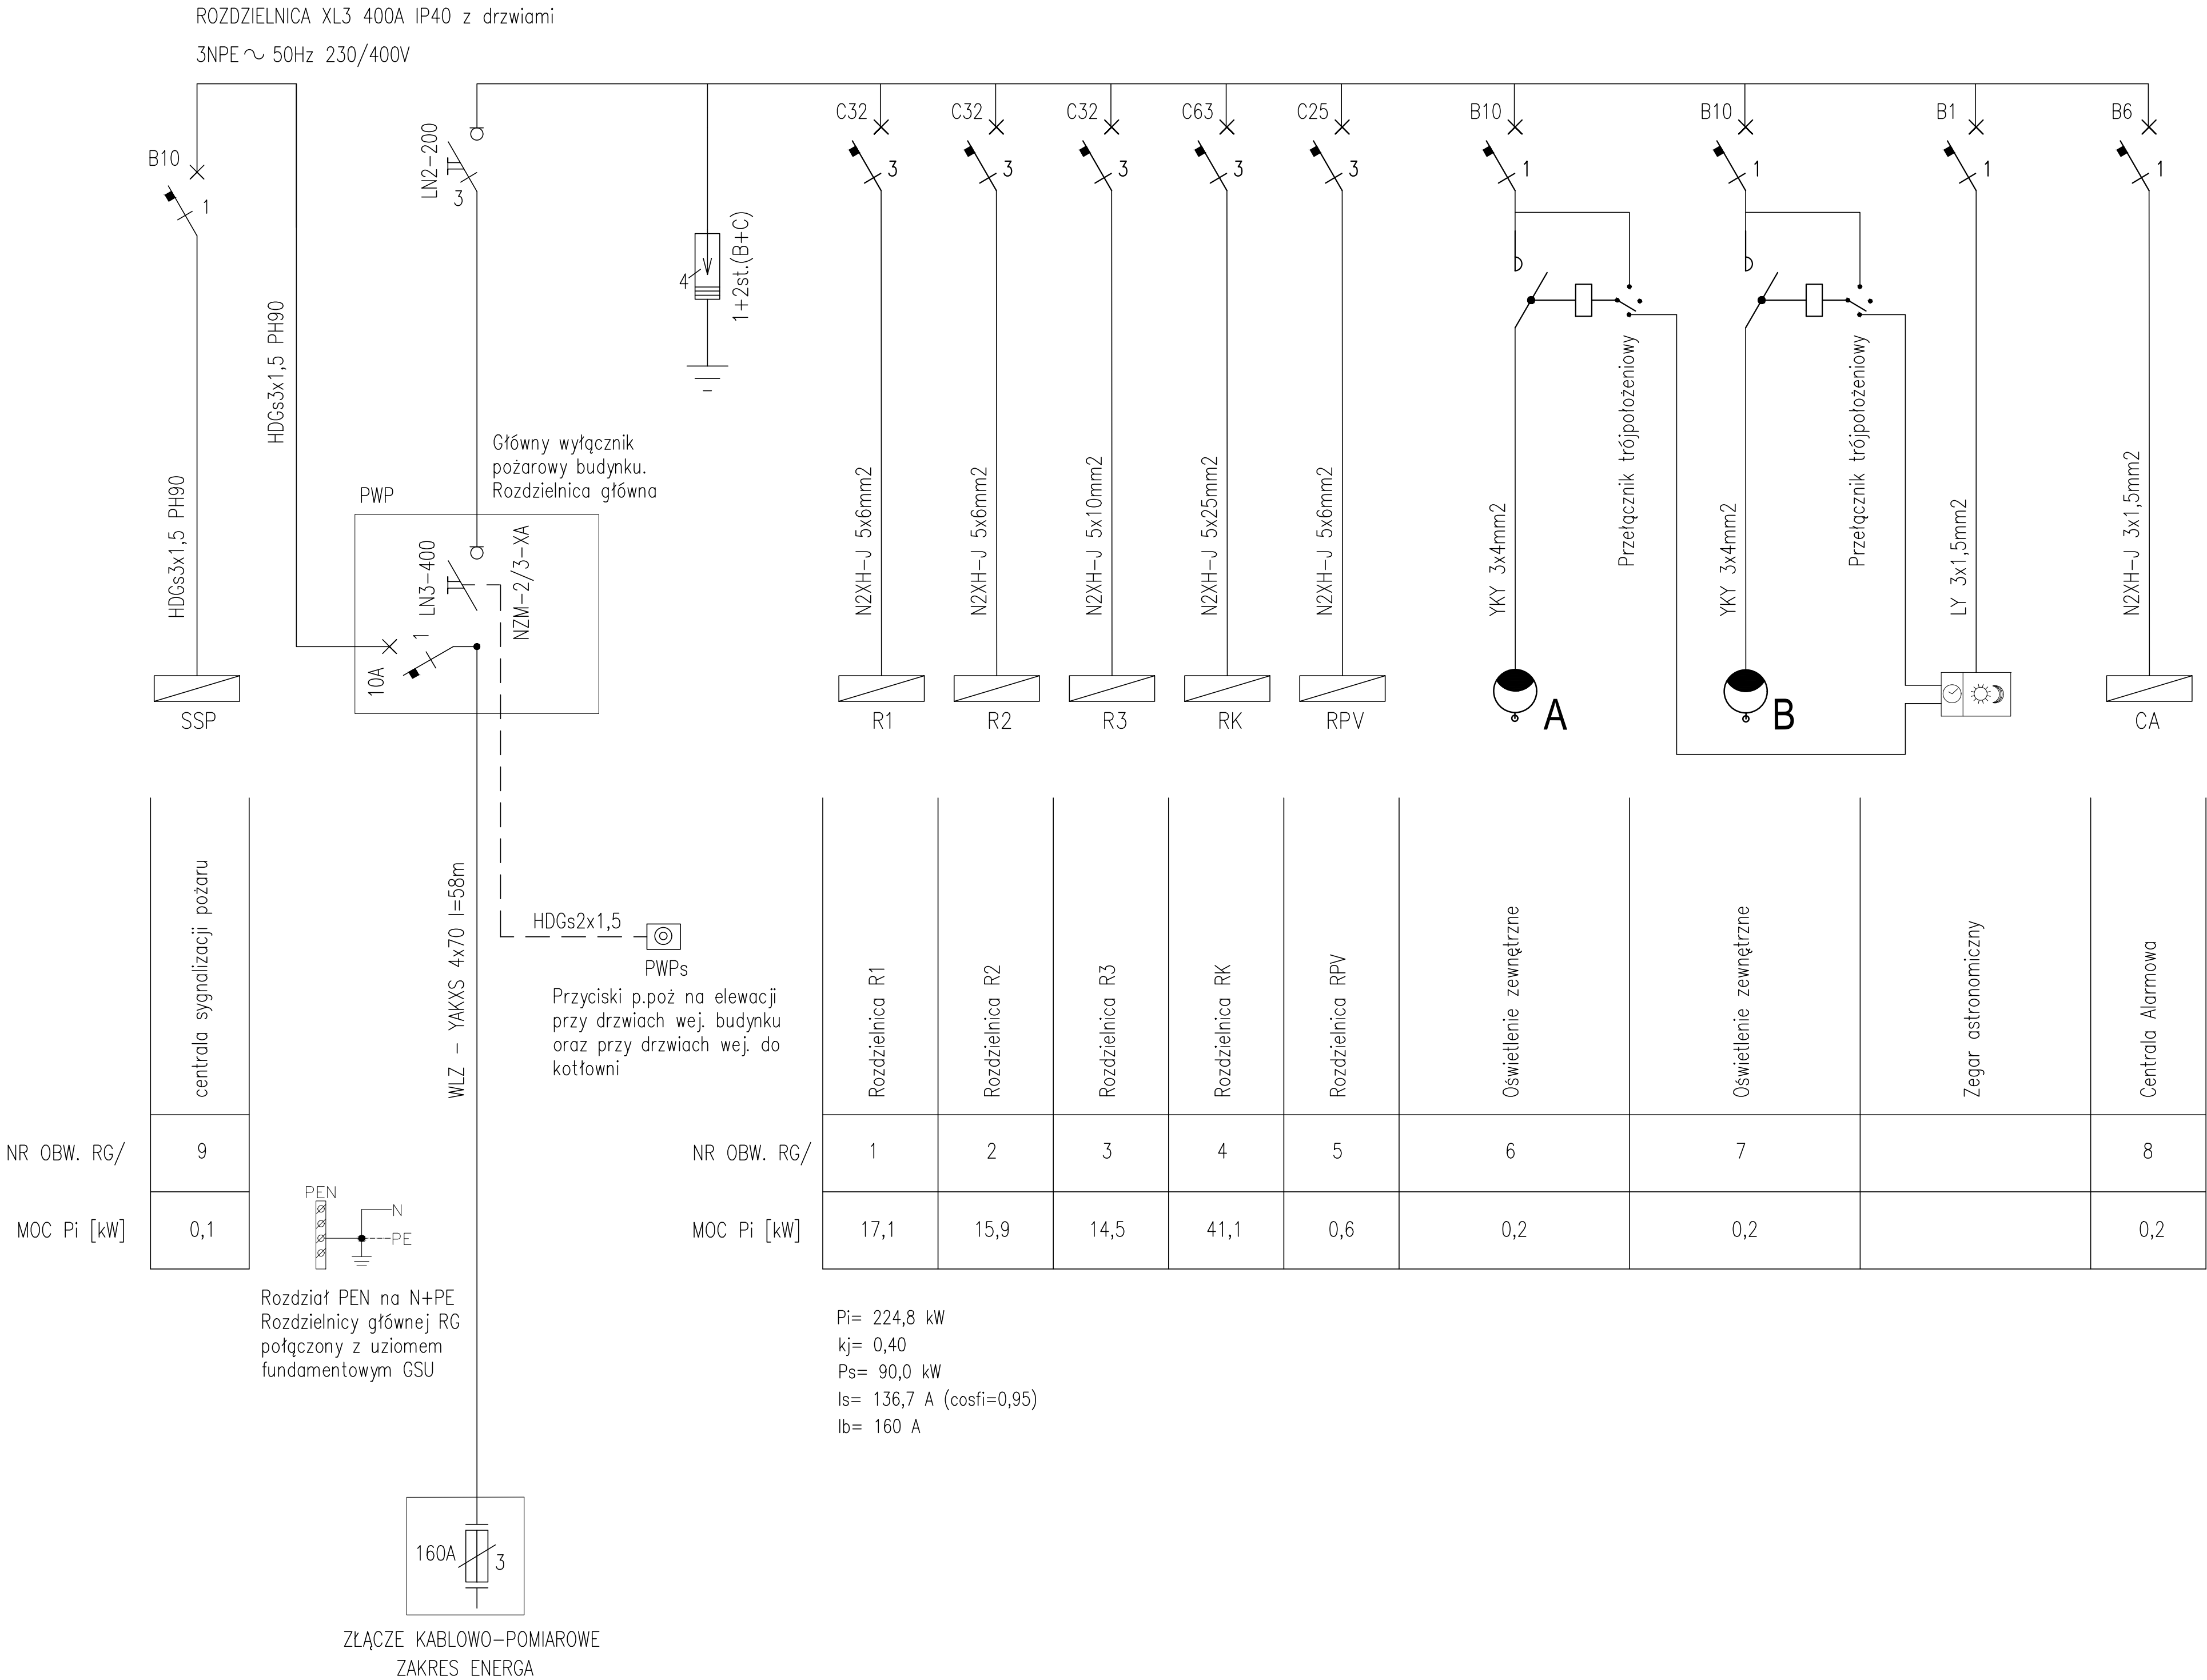 ROZDZIELNICA XL3 400A IP40 z drzwiami
3NPE ~ 50Hz 230/400V
B10
1
HDGs3x1,5 PH90
SSP
HDGs3x1,5 PH90
LN2-200
3
4
1+2st.(B+C)
Główny wyłącznik
pożarowy budynku.
Rozdzielnica główna
PWP
LN3-400
NZM-2/3-XA
10A
1
C32
3
N2XH-J 5x6mm2
R1
C32
3
N2XH-J 5x6mm2
R2
C32
3
N2XH-J 5x10mm2
R3
C63
3
N2XH-J 5x25mm2
RK
C25
3
N2XH-J 5x6mm2
RPV
B10
1
YKY 3x4mm2
Przełącznik trójpołożeniowy
A
B10
1
YKY 3x4mm2
Przełącznik trójpołożeniowy
B
B1
1
LY 3x1,5mm2
B6
1
N2XH-J 3x1,5mm2
CA
WLZ - YAKXS 4x70 l=58m
HDGs2x1,5
PWPs
Przyciski p.poż na elewacji
przy drzwiach wej. budynku
oraz przy drzwiach wej. do
kotłowni
centrala sygnalizacji pożaru
NR OBW. RG/ 9
MOC Pi [kW] 0,1
PEN
N
PE
Rozdział PEN na N+PE
Rozdzielnicy głównej RG
połączony z uziomem
fundamentowym GSU
Rozdzielnica R1
Rozdzielnica R2
Rozdzielnica R3
Rozdzielnica RK
Rozdzielnica RPV
Oświetlenie zewnętrzne
Oświetlenie zewnętrzne
Zegar astronomiczny
Centrala Alarmowa
NR OBW. RG/ 1 2 3 4 5 6 7 8
MOC Pi [kW] 17,1 15,9 14,5 41,1 0,6 0,2 0,2 0,2
Pi= 224,8 kW
kj= 0,40
Ps= 90,0 kW
Is= 136,7 A (cosfi=0,95)
Ib= 160 A
160A
3
ZŁĄCZE KABLOWO-POMIAROWE
ZAKRES ENERGA